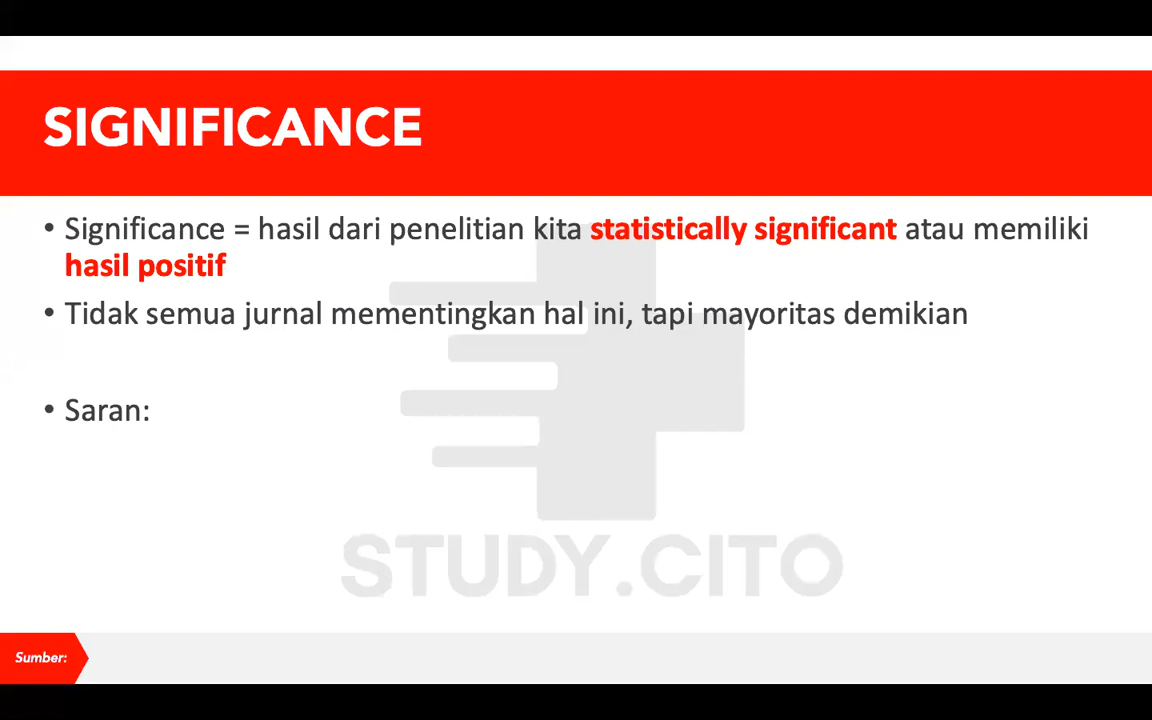 SIGNIFICANCE
• Significance = hasil dari penelitian kita statistically significant atau memiliki
hasil positif
• Tidak semua jurnal mementingkan hal ini, tapi mayoritas demikian
• Saran:
STUDY.CITO
Sumber: